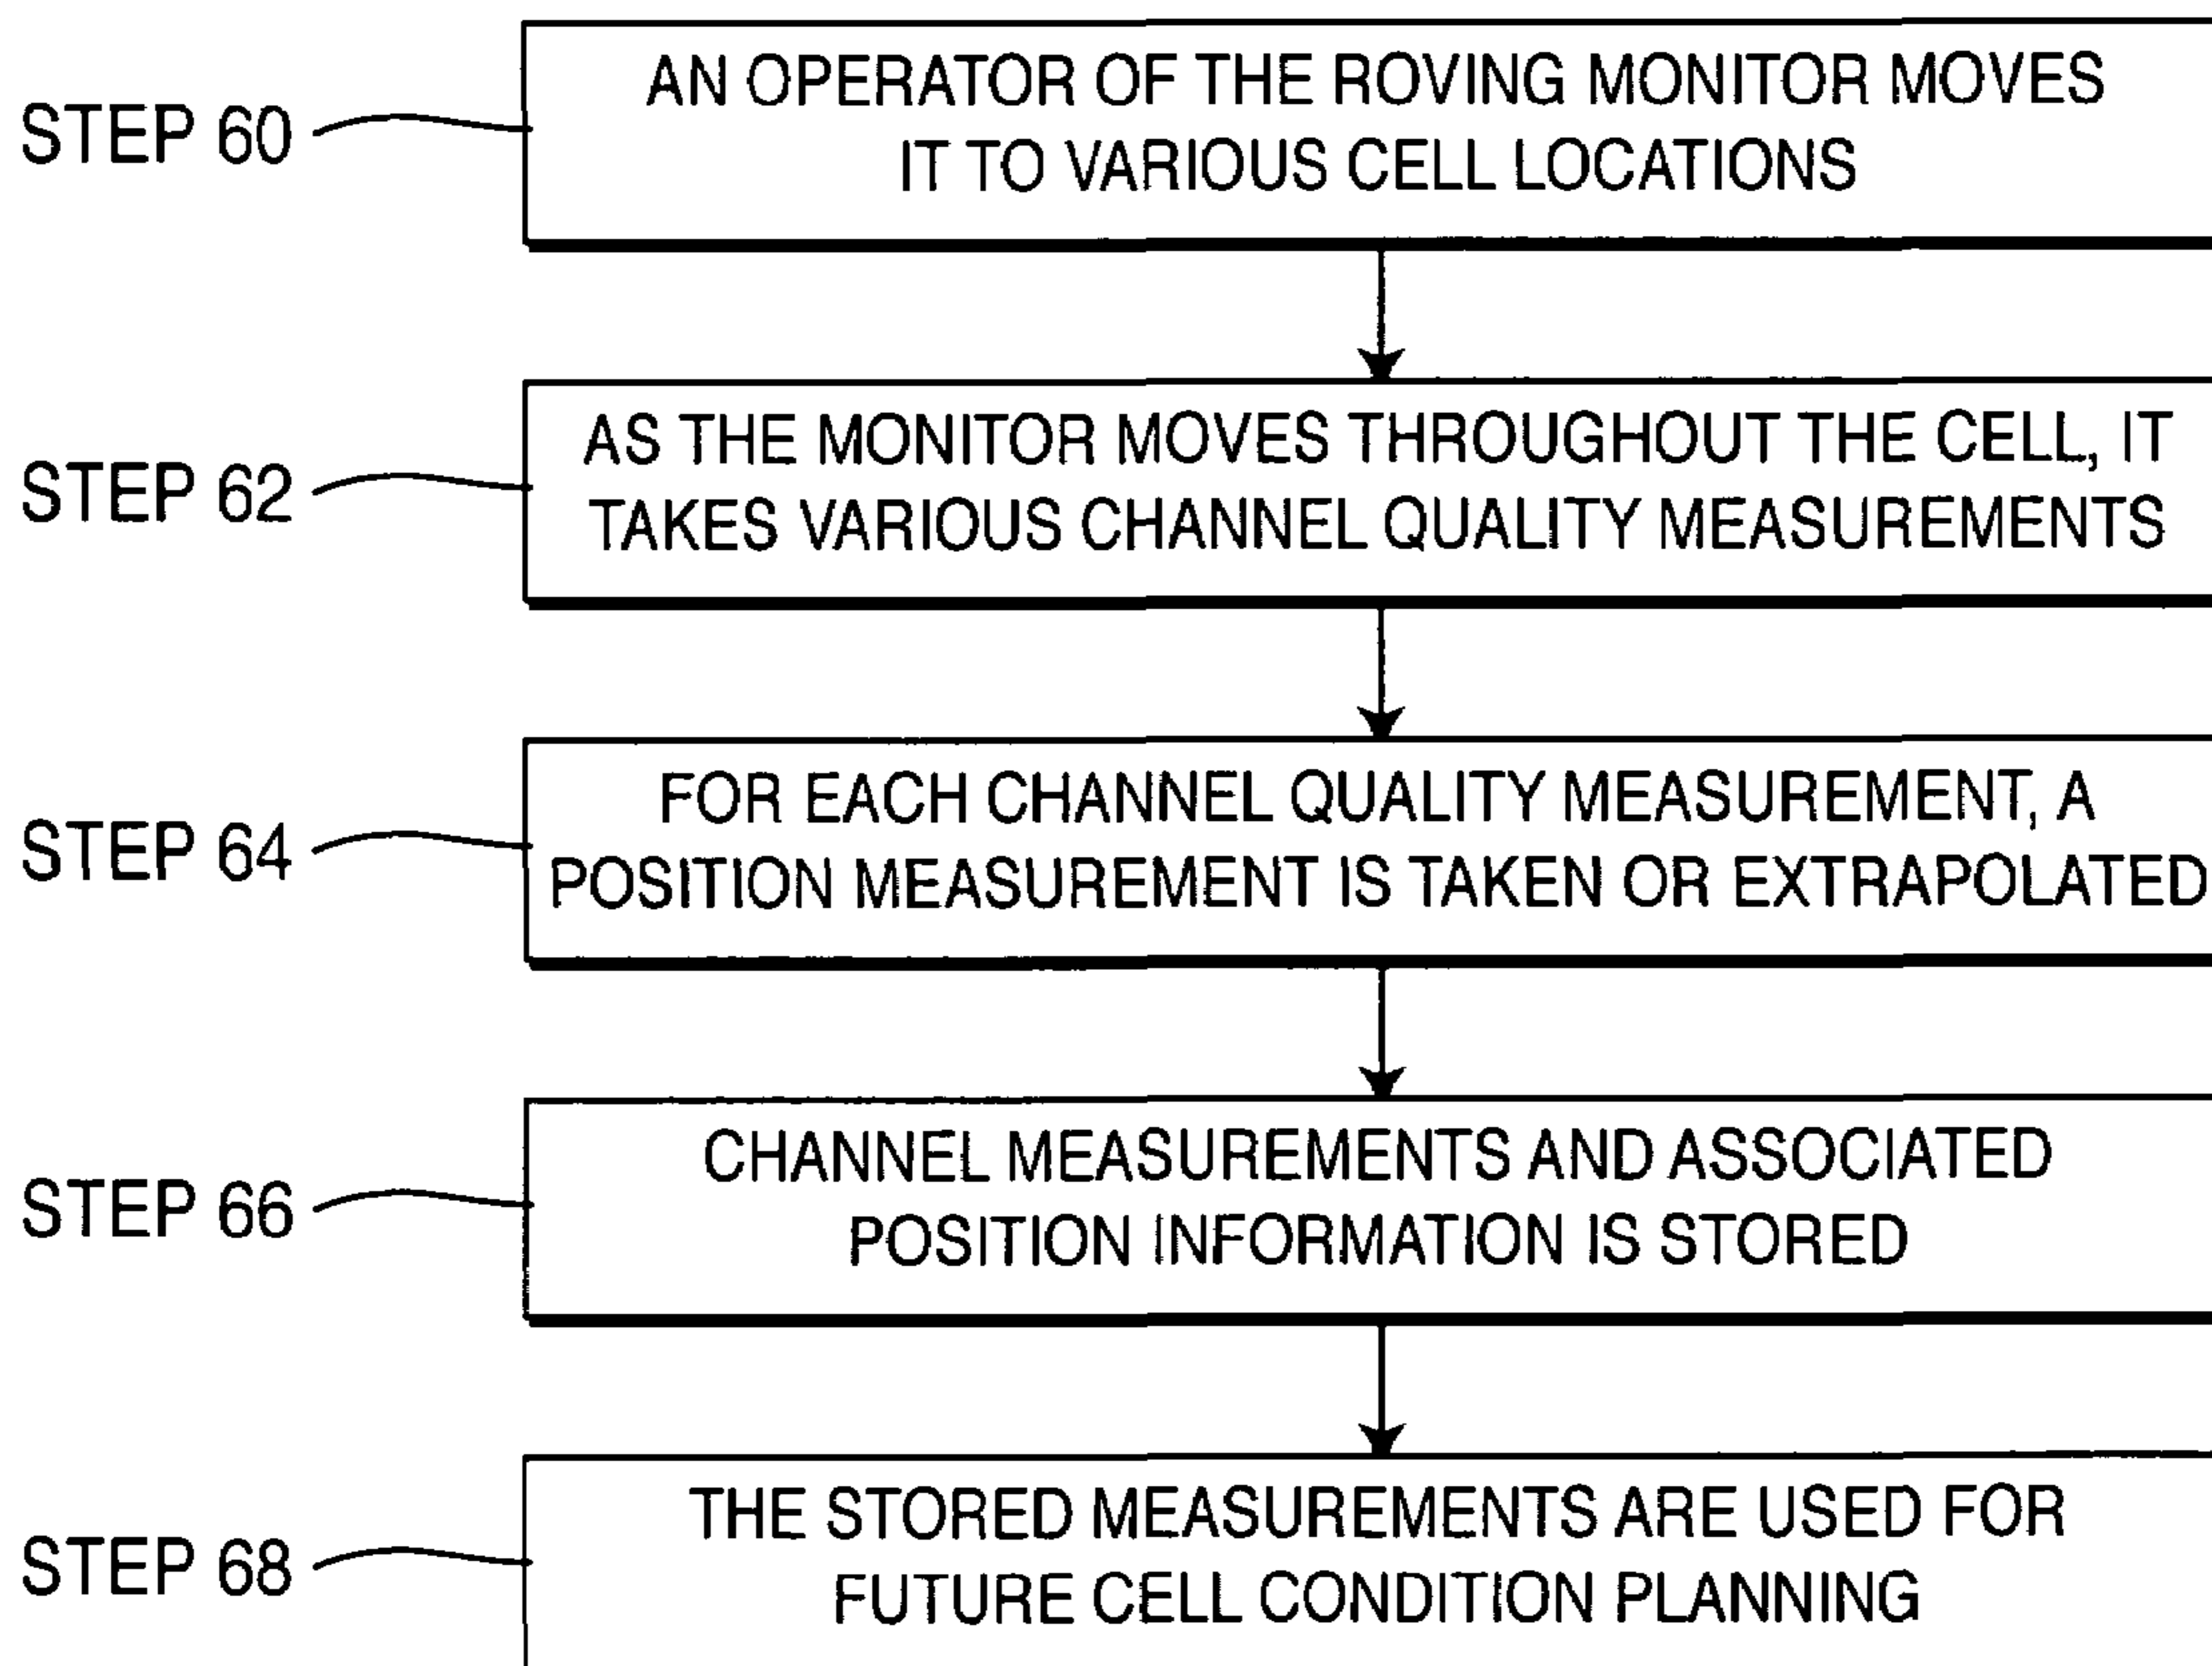 STEP 60
AN OPERATOR OF THE ROVING MONITOR MOVES
IT TO VARIOUS CELL LOCATIONS
STEP 62
AS THE MONITOR MOVES THROUGHOUT THE CELL, IT
TAKES VARIOUS CHANNEL QUALITY MEASUREMENTS
STEP 64
FOR EACH CHANNEL QUALITY MEASUREMENT, A
POSITION MEASUREMENT IS TAKEN OR EXTRAPOLATED
STEP 66
CHANNEL MEASUREMENTS AND ASSOCIATED
POSITION INFORMATION IS STORED
STEP 68
THE STORED MEASUREMENTS ARE USED FOR
FUTURE CELL CONDITION PLANNING